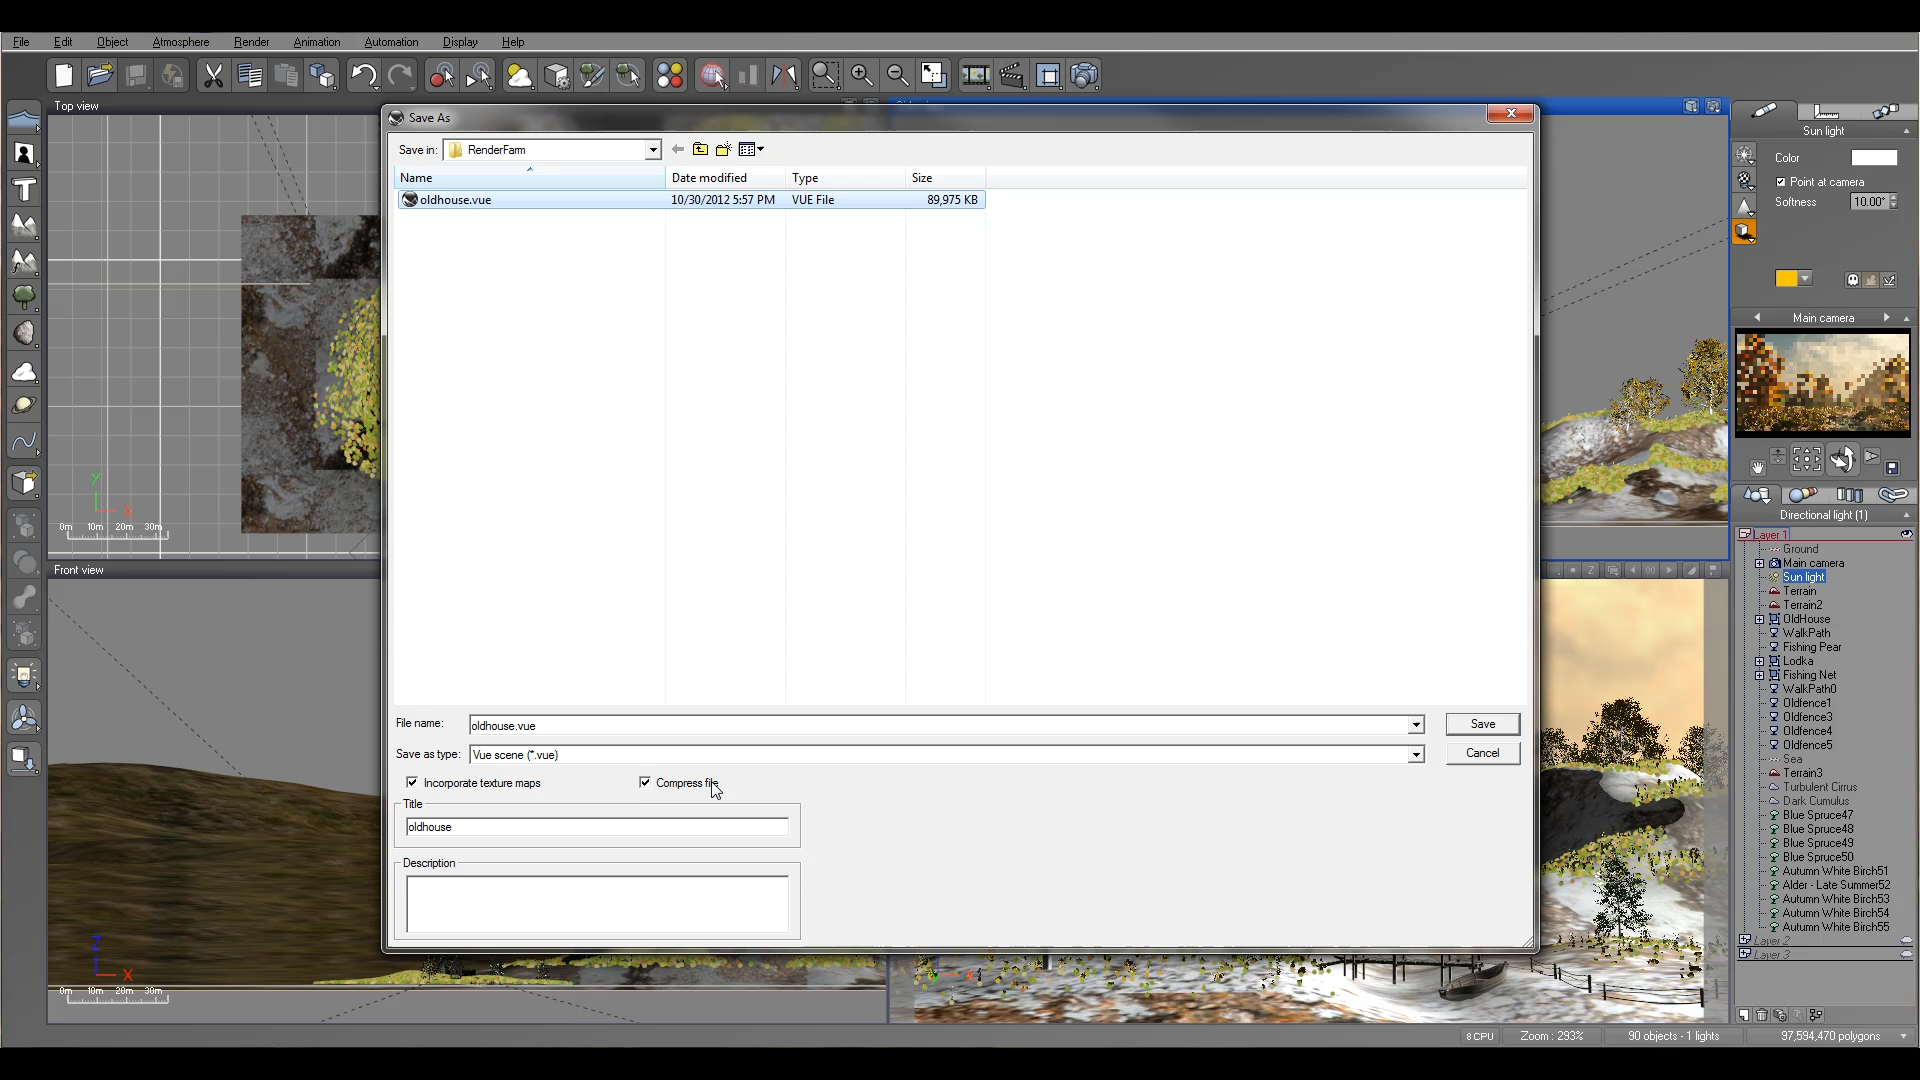 File Edit Object Atmosphere Render Animation Automation Display Help
Top view
Save As
Save in: RenderFarm
Name Date modified Type Size
oldhouse.vue 10/30/2012 5:57 PM VUE File 89,975 KB
File name: oldhouse.vue Save
Save as type: Vue scene (*.vue) Cancel
Incorporate texture maps Compress file
Title
oldhouse
Description
Y
X
0m 10m 20m 30m
Front view
Z
X
0m 10m 20m 30m
Sun light
Color
Point at camera
Softness 10.00°
Main camera
Directional light (1)
Layer 1
Ground
Main camera
Sun light
Terrain
Terrain2
OldHouse
WalkPath
Fishing Pear
Lodka
Fishing Net
WalkPath0
Oldfence1
Oldfence3
Oldfence4
Oldfence5
Sea
Terrain3
Turbulent Cirrus
Dark Cumulus
Blue Spruce47
Blue Spruce48
Blue Spruce49
Blue Spruce50
Autumn White Birch51
Alder - Late Summer52
Autumn White Birch53
Autumn White Birch54
Autumn White Birch55
Layer 2
Layer 3
8 CPU Zoom : 293% 90 objects - 1 lights 97,594,470 polygons